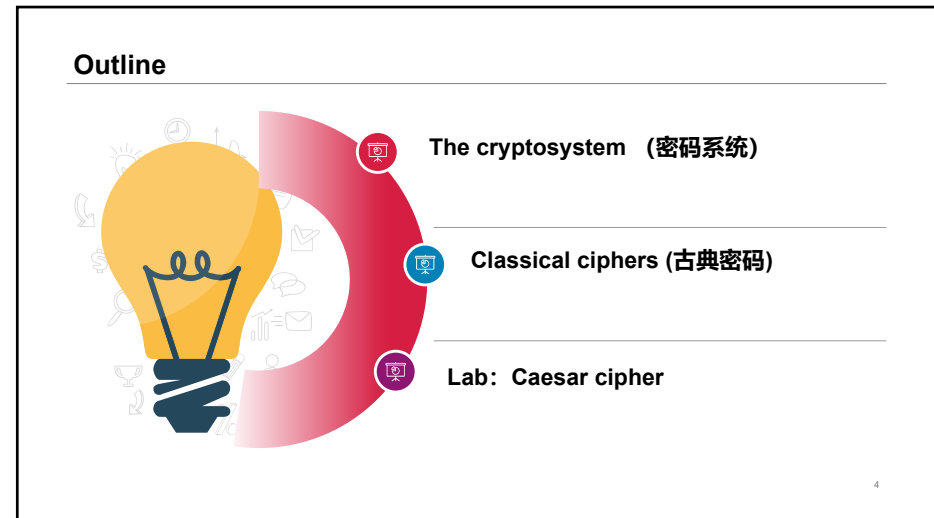 Outline
The cryptosystem （密码系统）
Classical ciphers (古典密码)
Lab：Caesar cipher
4